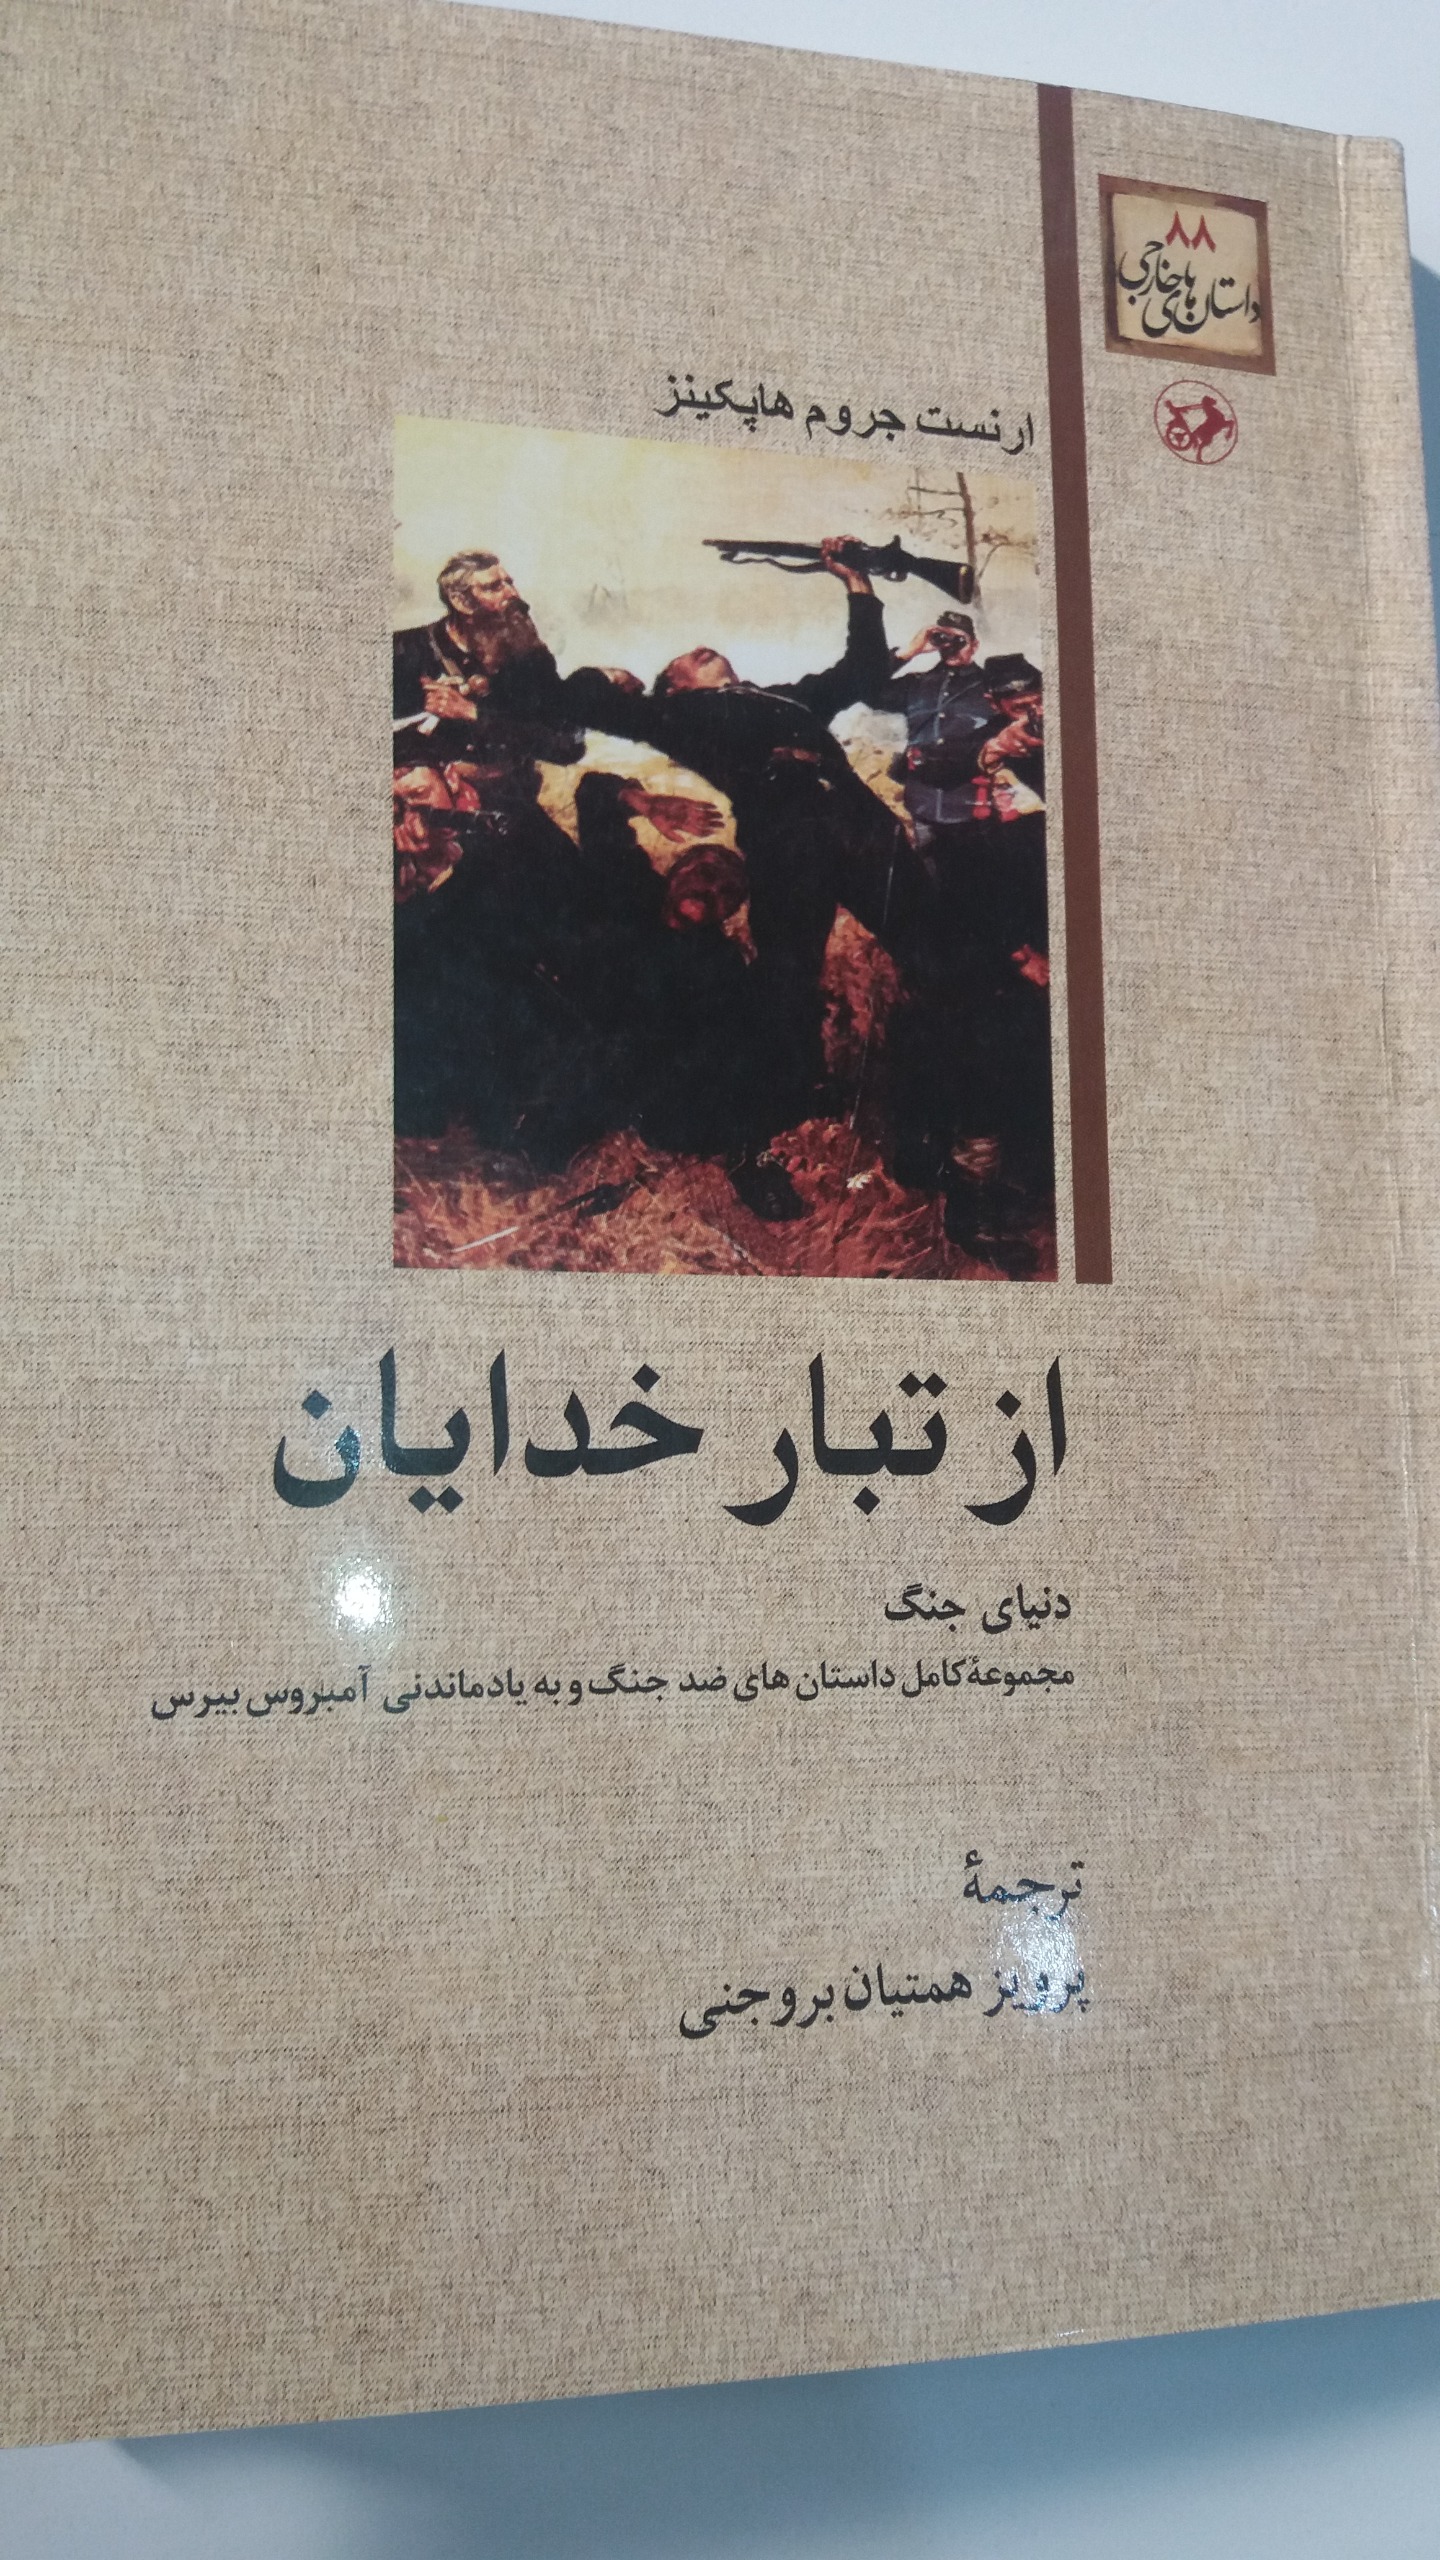 ۸۸
داستان‌های خارجی
ارنست جروم هاپکینز
از تبار خدایان
دنیای جنگ
مجموعهٔ کامل داستان های ضد جنگ و به یادماندنی آمبروس بیرس
ترجمهٔ
پرویز همتیان بروجنی